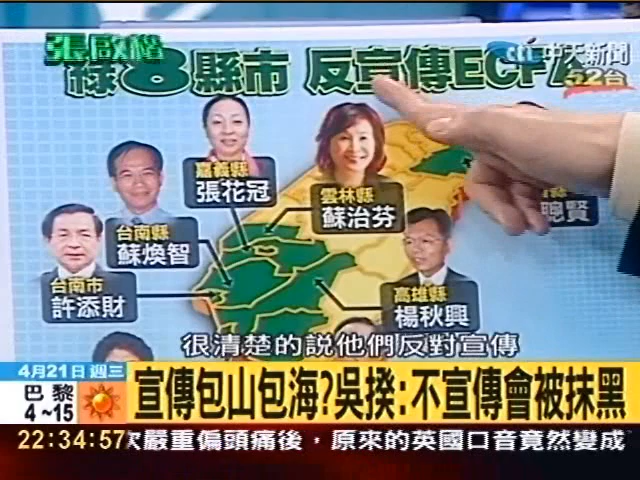 張啟楷
綠8縣市 反宣傳ECFA
CTi 中天新聞
52台
嘉義縣
張花冠
雲林縣
蘇治芬
聰賢
台南縣
蘇煥智
台南市
許添財
高雄縣
楊秋興
很清楚的說他們反對宣傳
4月21日 週三
巴黎
4~15
宣傳包山包海?吳揆:不宣傳會被抹黑
22:34:57 嚴重偏頭痛後,原來的英國口音竟然變成